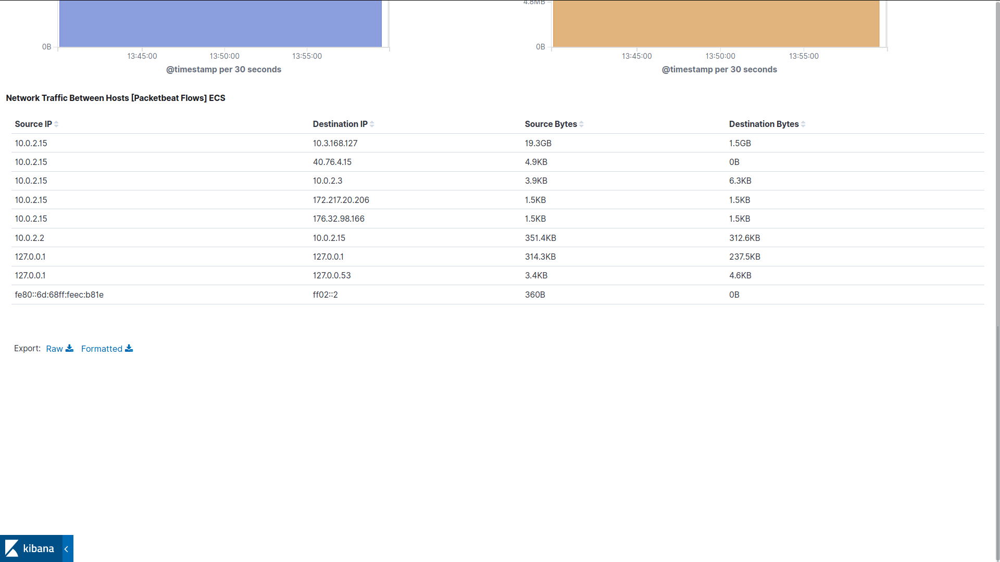 4.8MB
0B
13:45:00 13:50:00 13:55:00
@timestamp per 30 seconds
0B
13:45:00 13:50:00 13:55:00
@timestamp per 30 seconds
Network Traffic Between Hosts [Packetbeat Flows] ECS
Source IP Destination IP Source Bytes Destination Bytes
10.0.2.15 10.3.168.127 19.3GB 1.5GB
10.0.2.15 40.76.4.15 4.9KB 0B
10.0.2.15 10.0.2.3 3.9KB 6.3KB
10.0.2.15 172.217.20.206 1.5KB 1.5KB
10.0.2.15 176.32.98.166 1.5KB 1.5KB
10.0.2.2 10.0.2.15 351.4KB 312.6KB
127.0.0.1 127.0.0.1 314.3KB 237.5KB
127.0.0.1 127.0.0.53 3.4KB 4.6KB
fe80::6d:68ff:feec:b81e ff02::2 360B 0B
Export: Raw Formatted
kibana